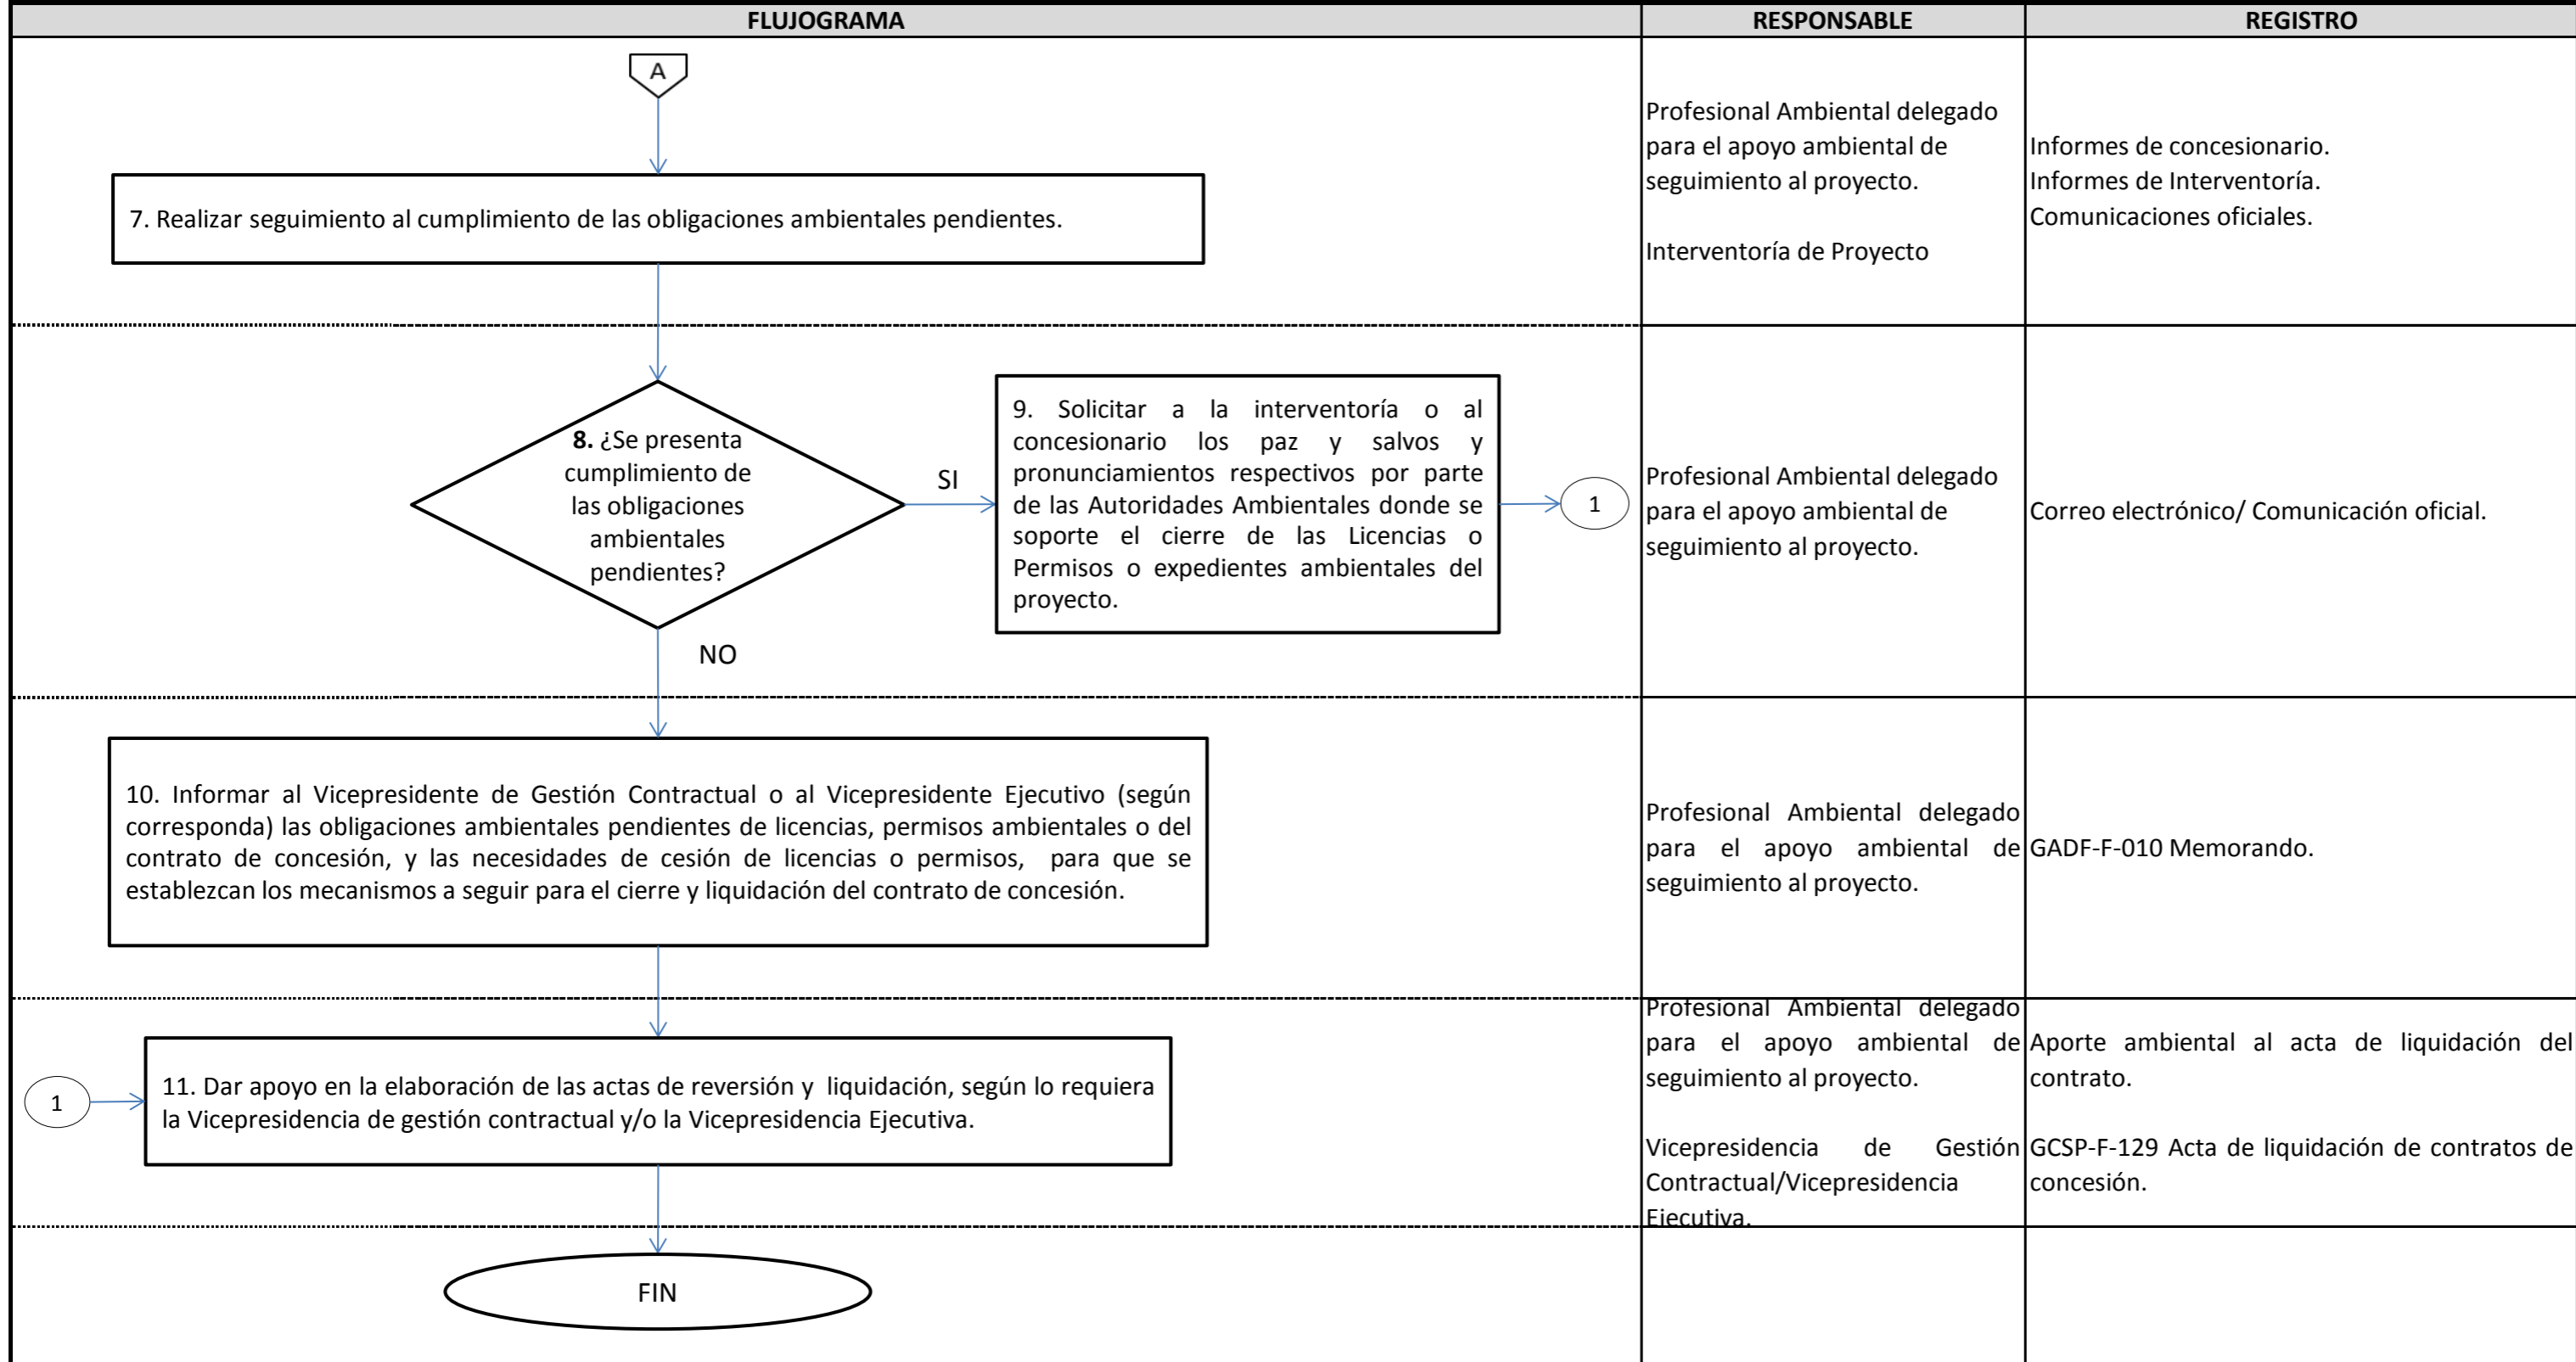 FLUJOGRAMA
RESPONSABLE
REGISTRO
A
7. Realizar seguimiento al cumplimiento de las obligaciones ambientales pendientes.
Profesional Ambiental delegado
para el apoyo ambiental de
seguimiento al proyecto.
Interventoría de Proyecto
Informes de concesionario.
Informes de Interventoría.
Comunicaciones oficiales.
8. ¿Se presenta
cumplimiento de
las obligaciones
ambientales
pendientes?
SI
NO
9. Solicitar a la interventoría o al
concesionario los paz y salvos y
pronunciamientos respectivos por parte
de las Autoridades Ambientales donde se
soporte el cierre de las Licencias o
Permisos o expedientes ambientales del
proyecto.
1
Profesional Ambiental delegado
para el apoyo ambiental de
seguimiento al proyecto.
Correo electrónico/ Comunicación oficial.
10. Informar al Vicepresidente de Gestión Contractual o al Vicepresidente Ejecutivo (según
corresponda) las obligaciones ambientales pendientes de licencias, permisos ambientales o del
contrato de concesión, y las necesidades de cesión de licencias o permisos, para que se
establezcan los mecanismos a seguir para el cierre y liquidación del contrato de concesión.
Profesional Ambiental delegado
para el apoyo ambiental de
seguimiento al proyecto.
GADF-F-010 Memorando.
1
11. Dar apoyo en la elaboración de las actas de reversión y liquidación, según lo requiera
la Vicepresidencia de gestión contractual y/o la Vicepresidencia Ejecutiva.
Profesional Ambiental delegado
para el apoyo ambiental de
seguimiento al proyecto.
Vicepresidencia de Gestión
Contractual/Vicepresidencia
Ejecutiva.
Aporte ambiental al acta de liquidación del
contrato.
GCSP-F-129 Acta de liquidación de contratos de
concesión.
FIN